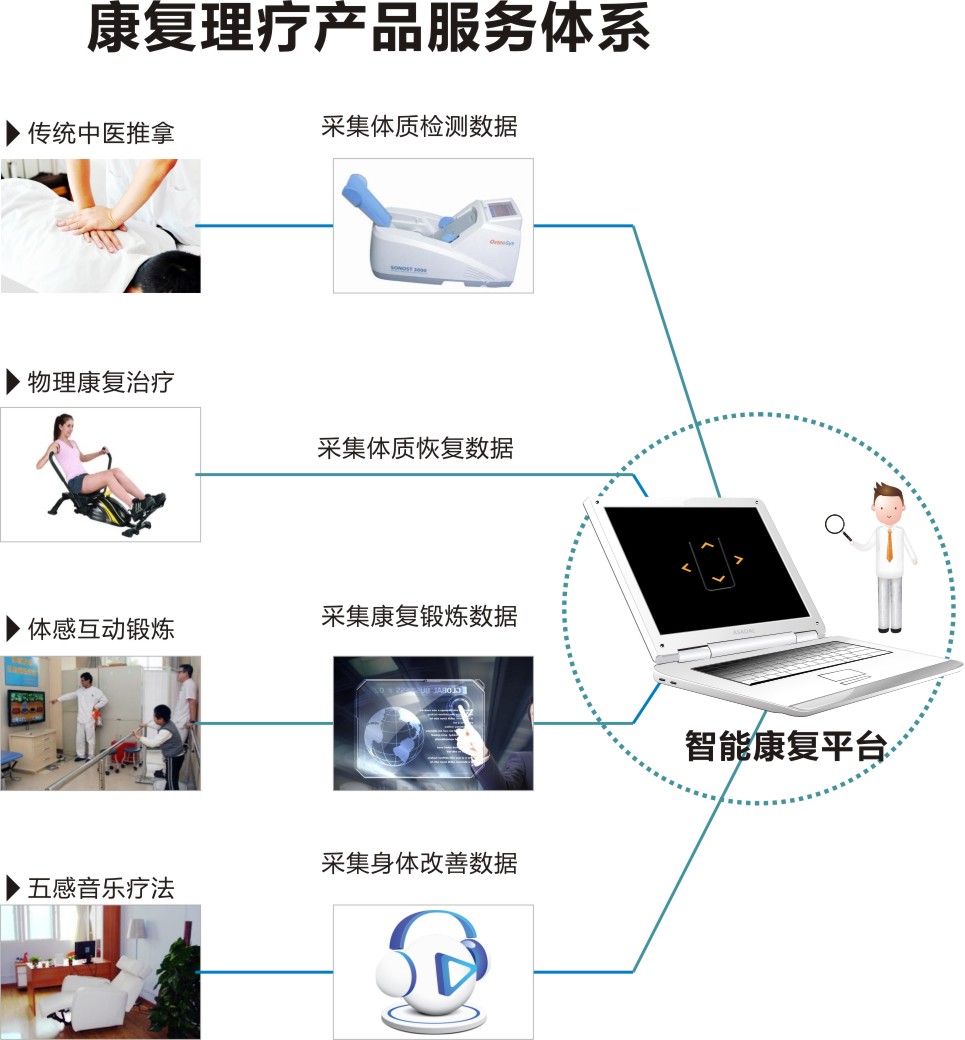 康复理疗产品服务体系
传统中医推拿
采集体质检测数据
OsteoSys
SONOST 3000
物理康复治疗
采集体质恢复数据
体感互动锻炼
采集康复锻炼数据
GLOBAL BUSINESS
智能康复平台
五感音乐疗法
采集身体改善数据